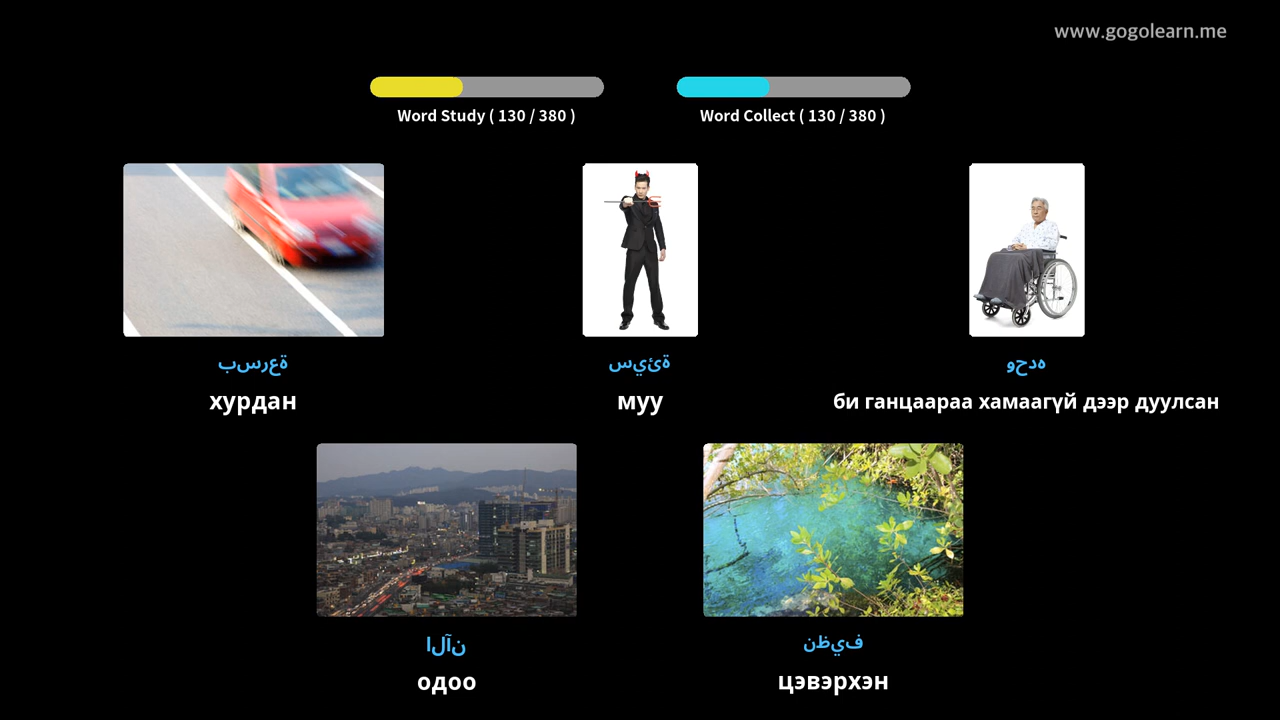 www.gogolearn.me
Word Study ( 130 / 380 )
Word Collect ( 130 / 380 )
بسرعة
хурдан
سيئة
муу
وحده
би ганцаараа хамаагүй дээр дуулсан
الآن
одоо
نظيف
цэвэрхэн